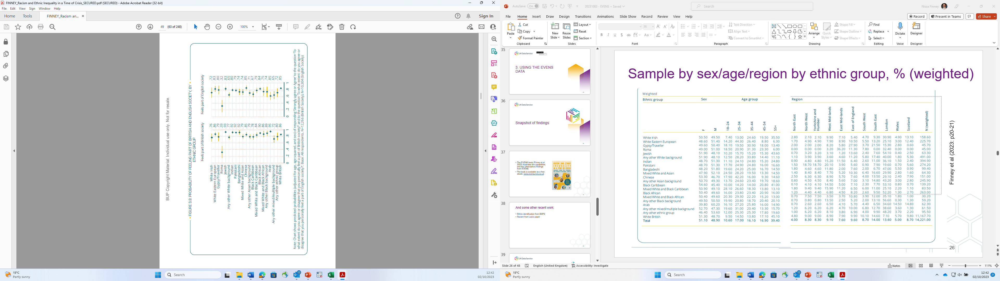 FINNEY_Racism and Ethnic Inequality in a Time of Crisis_SECURED.pdf (SECURED) - Adobe Acrobat Reader (32-bit)
File Edit View Sign Window Help
Home Tools FINNEY_Racism an... × Sign In
49 (63 of 248) 100%
BUP Copyright Material: Individual use only. Not for resale.
FIGURE 3.8: PROBABILITY OF FEELING PART OF BRITISH AND ENGLISH SOCIETY, BY
ETHNIC GROUP
Feels part of British society Feels part of English society
White Irish .76 .72
White Eastern European .86 .83
Gypsy/Traveller .79 .80
Roma .33 .32
Jewish .93 .83
Any other White background .77 .65
Indian .92 .80
Pakistani .92 .79
Bangladeshi .92 .74
Mixed White and Asian .79 .74
Chinese .85 .85
Any other Asian background .79 .71
Black Caribbean .78 .67
Mixed White and Black Caribbean .84 .79
Black African .90 .84
Mixed White and Black African .86 .75
Any other Black background .89 .74
Arab .95 .85
Any other mixed/multiple background .72 .65
Any other ethnic group .80 .72
White British .86 .85
0 .2 .4 .6 .8 1 0 .2 .4 .6 .8 1
Note: Chart shows predicted probabilities (adjusted for age, age squared, and sex) of responding 'Strongly agree or Agree' to the question 'To
what extent do you agree or disagree that you personally feel a part of British society?' and to the question 'To what extent do you agree or
disagree that you personally feel a part of English society?'. Base: All respondents. N=12,266 (British Society); N=10,304 (English Society)
15°C
Partly sunny
Search
12:42
02/10/2023
AutoSave On 20231003 - EVENS • Saved Search Nissa Finney
File Home Insert Draw Design Transitions Animations Slide Show Record Review View Help Record Present in Teams Share
Paste Cut Copy Format Painter Clipboard
New Slide Reuse Slides Layout Reset Section Slides
36 Font
Text Direction Align Text Convert to SmartArt Paragraph
Arrange Quick Styles Shape Fill Shape Outline Shape Effects Drawing
Find Replace Select Editing
Dictate Voice
Designer Designer
35
UK Data Service
3. USING THE EVENS
DATA
36
UK Data Service
Snapshot of findings
37
• The EVENS book (Finney et al
2023) illustrates the capabilities
and key (descriptive) findings
from EVENS
• The book is available as a free
ebook. www.evensurvey.co.uk
RACISM AND ETHNIC
INEQUALITY
IN A TIME OF CRISIS
38
And some other recent work:
• Ethnic identification from BSPS
• Racism from Laia's paper
39
UK Data Service
Sample by sex/age/region by ethnic group, % (weighted)
Weighted
Ethnic group Sex Age group Region
F M 18–24 25–34 35–44 45–54 55+ North East North West Yorkshire and Humber West Mid-lands East Mid-lands East of England South West South East London Wales Scotland N (weighted)
White Irish 50.50 49.50 7.40 13.00 24.60 19.50 35.50 2.80 2.10 2.10 9.90 7.10 5.40 4.70 9.30 30.90 4.90 13.10 158.60
White Eastern European 48.60 51.40 14.20 44.30 26.40 8.80 6.30 1.70 4.90 4.90 7.90 8.90 10.50 5.50 13.20 25.10 3.00 12.40 225.70
Gypsy/Traveller 49.60 50.40 18.10 19.50 30.90 18.00 13.40 2.00 2.00 2.00 8.20 5.80 27.90 3.70 21.50 15.30 2.80 0.60 45.70
Roma 49.00 51.00 18.50 20.90 31.30 23.30 6.00 0.00 0.00 0.00 3.20 36.20 11.30 7.80 0.00 32.40 0.00 0.00 45.00
Jewish 51.90 48.10 10.20 15.70 15.20 15.30 43.60 0.70 3.20 3.20 3.10 1.20 13.60 2.40 7.60 54.10 0.40 2.50 63.30
Any other White background 51.90 48.10 12.50 28.20 33.80 14.40 11.10 1.10 3.90 3.90 3.60 4.60 11.20 5.80 17.40 40.00 1.80 5.30 491.00
Indian 48.70 51.30 11.10 24.10 24.80 15.20 24.80 0.90 4.80 4.80 15.20 11.50 6.40 2.60 11.00 36.10 1.50 2.40 394.90
Pakistani 48.70 51.30 17.70 24.90 24.80 16.00 16.60 1.50 18.70 18.70 20.10 3.90 5.60 0.90 7.90 19.60 0.70 5.60 274.20
Bangladeshi 48.20 51.80 19.60 24.20 25.00 16.70 14.50 1.80 4.60 4.60 11.80 2.00 7.60 2.00 6.70 47.00 5.50 0.90 99.40
Mixed White and Asian 47.90 52.10 24.50 28.20 19.50 13.30 14.50 1.40 8.40 8.40 7.70 5.20 10.30 6.40 16.60 29.90 2.80 1.60 64.30
Chinese 53.30 46.70 17.90 42.20 16.00 9.30 14.60 2.50 6.30 6.30 8.90 5.70 7.60 4.00 13.50 29.10 2.40 7.90 151.00
Any other Asian background 50.70 49.30 13.70 24.60 23.40 19.70 18.60 0.80 4.50 4.50 8.40 5.60 7.00 3.10 14.80 43.20 3.00 2.80 245.90
Black Caribbean 54.60 45.40 10.00 14.20 14.00 20.80 41.00 0.10 4.10 4.10 14.50 5.00 7.10 2.30 7.70 53.10 0.80 0.70 139.20
Mixed White and Black Caribbean 50.90 49.10 28.10 26.60 18.30 13.80 13.10 1.80 9.40 9.40 15.90 11.20 6.50 6.00 11.00 25.10 2.20 1.10 83.50
Black African 50.40 49.60 16.00 23.80 23.40 20.90 16.00 1.20 4.40 4.40 6.80 4.50 8.20 2.60 9.50 52.20 1.30 2.70 263.00
Mixed White and Black African 50.40 49.60 20.30 29.30 22.20 15.20 13.00 0.70 7.50 7.50 3.50 3.70 10.80 3.90 12.00 35.10 1.80 1.00 30.20
Any other Black background 49.50 50.50 19.90 20.80 18.70 20.40 20.10 0.70 0.80 0.80 13.50 2.50 5.20 2.00 13.10 56.60 0.30 1.30 59.20
Arab 39.80 60.20 16.10 27.20 25.80 16.00 14.90 0.70 2.60 2.60 6.50 4.10 5.70 4.40 6.50 34.60 14.50 14.80 62.30
Any other mixed/multiple background 52.70 47.30 19.60 31.00 20.40 13.30 15.70 1.20 6.20 6.20 6.20 4.70 10.00 6.80 12.70 38.60 3.60 1.30 61.50
Any other ethnic group 46.40 53.60 12.00 25.30 25.30 17.80 19.60 1.00 6.20 6.20 8.10 3.80 6.90 4.00 9.90 48.20 3.70 2.20 95.50
White British 51.30 48.70 9.50 14.50 13.80 17.10 45.10 4.80 9.00 9.00 8.90 7.90 9.90 10.10 14.60 7.10 5.70 9.80 11,167.70
Total 51.10 48.90 10.60 17.00 16.10 16.90 39.40 4.00 8.30 8.30 9.10 7.60 9.60 8.70 14.00 13.60 5.00 8.70 14,221.00
Finney et al (2023: p20-21)
26
Slide 26 of 48 English (United Kingdom) Accessibility: Investigate Notes 111%
15°C
Partly sunny
Search
12:42
02/10/2023
21